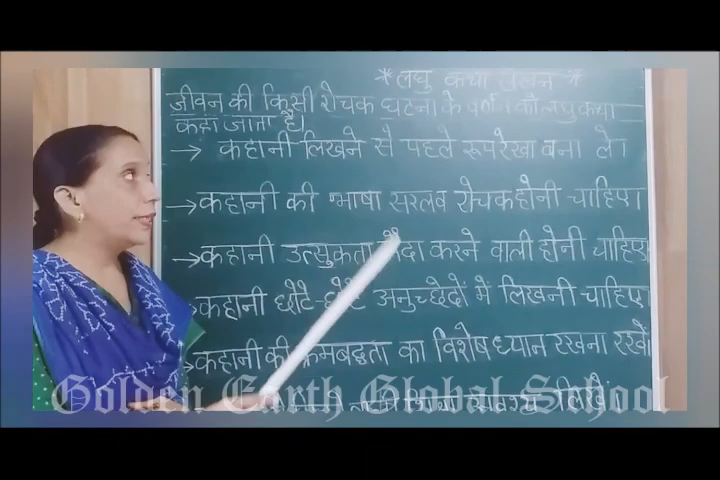 *लघु कथा लेखन*
जीवन की किसी रोचक घटना के वर्णन को लघु कथा
कहा जाता है।
→ कहानी लिखने से पहले रूपरेखा बना ले।
→ कहानी की भाषा सरल व रोचक होनी चाहिए।
→ कहानी उत्सुकता पैदा करने वाली होनी चाहिए।
कहानी छोटे-छोटे अनुच्छेदों में लिखनी चाहिए।
→ कहानी की क्रमबद्धता का विशेष ध्यान रखना रखें।
Golden Earth Global School